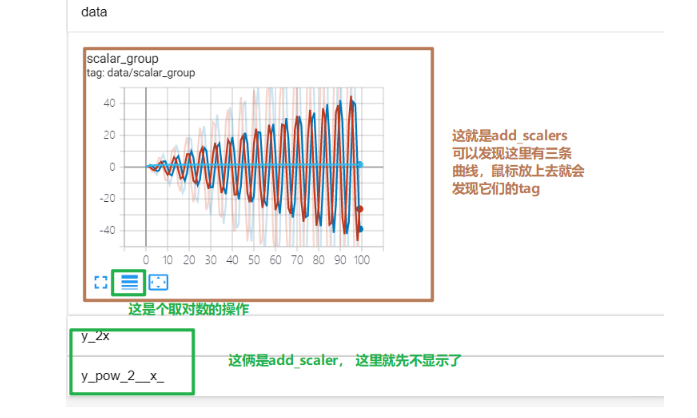 data
scalar_group
tag: data/scalar_group
40
20
0
-20
-40
0 10 20 30 40 50 60 70 80 90 100
这就是add_scalers
可以发现这里有三条
曲线，鼠标放上去就会
发现它们的tag
这是个取对数的操作
y_2x
这俩是add_scaler， 这里就先不显示了
y_pow_2__x_